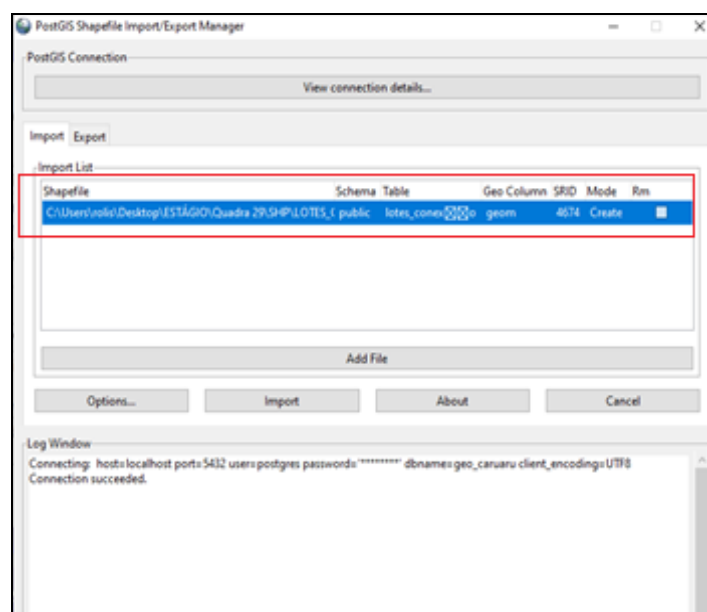 PostGIS Shapefile Import/Export Manager
PostGIS Connection
View connection details...
Import Export
Import List
Shapefile Schema Table Geo Column SRID Mode Rm
C:\Users\rolis\Desktop\ESTÁGIO\Quadra 29\SHP\LOTES_( public geom 4674 Create
Add File
Options... Import About Cancel
Log Window
Connecting: host=localhost port=5432 user=postgres password='**********' dbname=geo_caruaru client_encoding=UTF8
Connection succeeded.